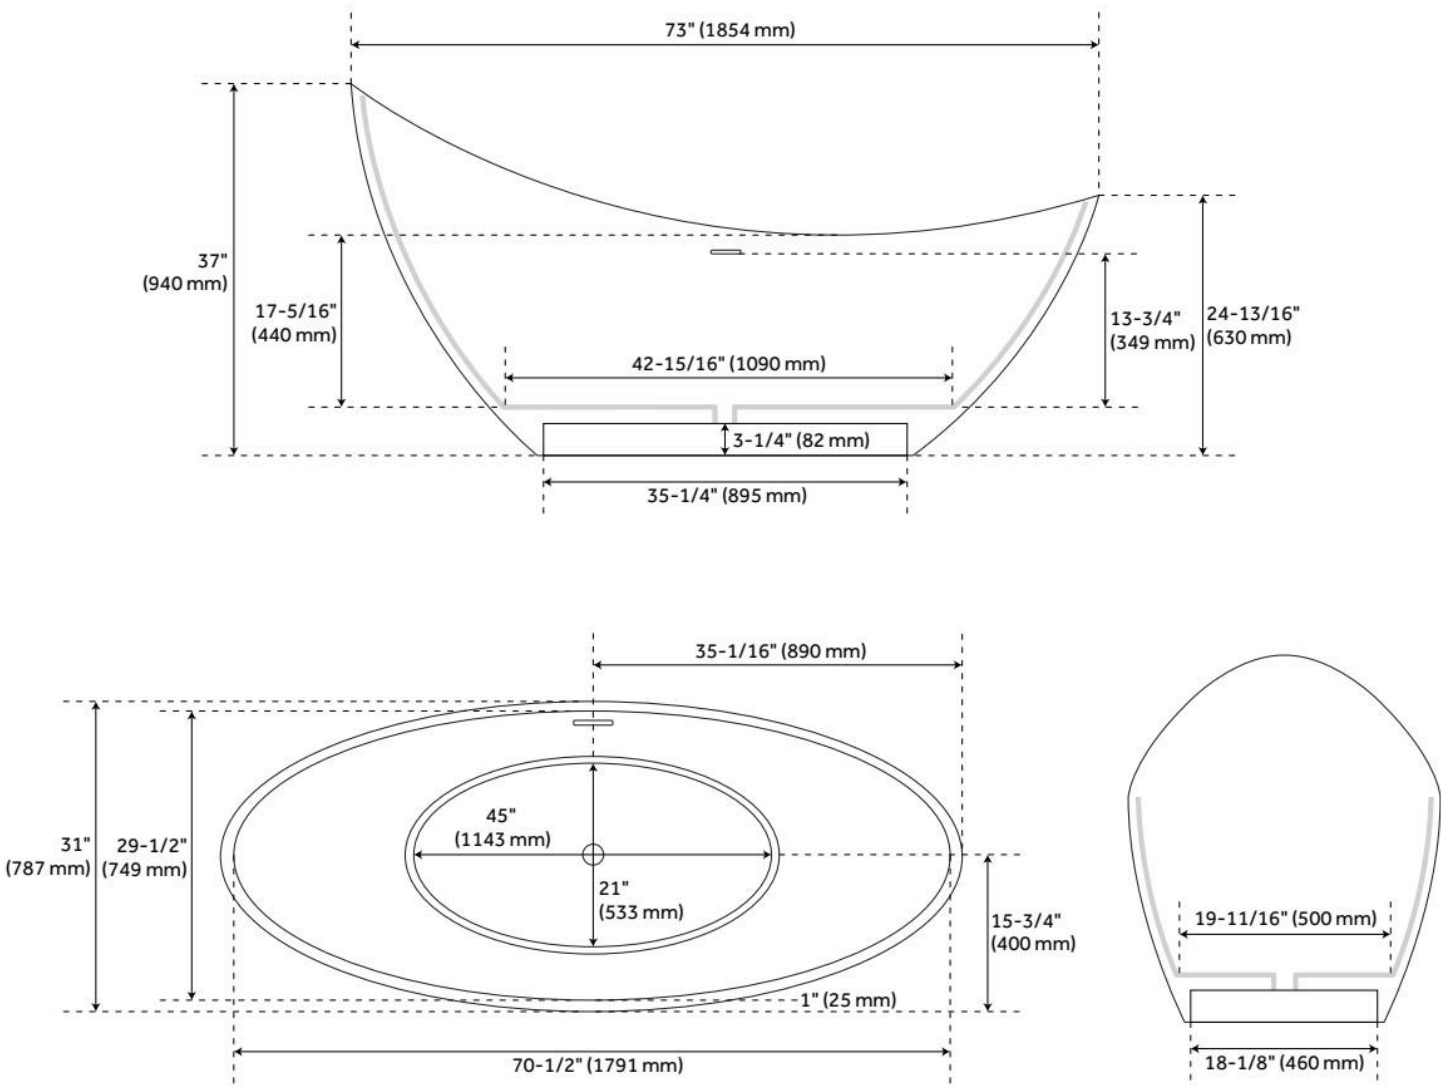 73" (1854 mm)
37"
(940 mm)
17-5/16"
(440 mm)
42-15/16" (1090 mm)
13-3/4"
(349 mm)
24-13/16"
(630 mm)
3-1/4" (82 mm)
35-1/4" (895 mm)
35-1/16" (890 mm)
31"
(787 mm)
29-1/2"
(749 mm)
45"
(1143 mm)
21"
(533 mm)
15-3/4"
(400 mm)
1" (25 mm)
70-1/2" (1791 mm)
19-11/16" (500 mm)
18-1/8" (460 mm)